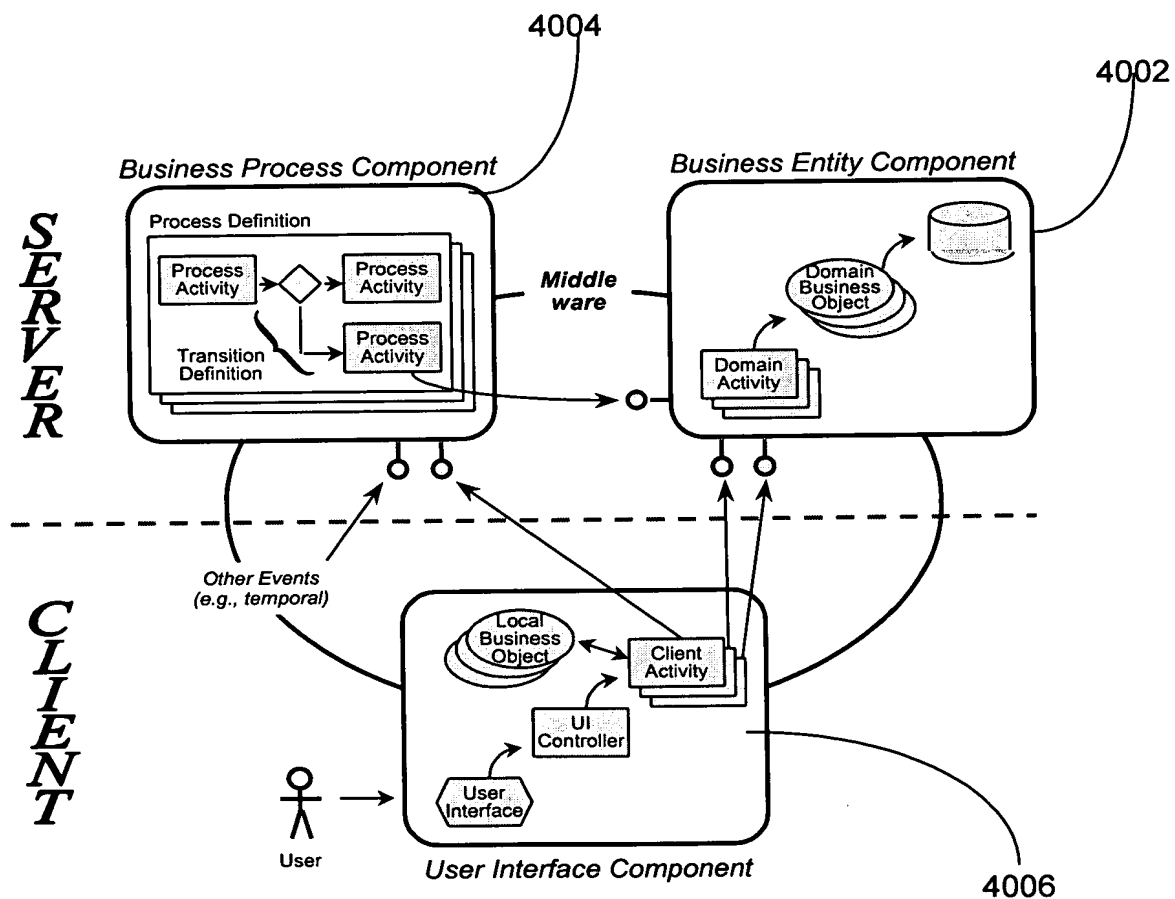 4004
4002
Business Process Component
Business Entity Component
SERVER
Process Definition
Process
Activity
Process
Activity
Transition
Definition
Process
Activity
Middle
ware
Domain
Business
Object
Domain
Activity
Other Events
(e.g., temporal)
CLIENT
Local
Business
Object
Client
Activity
UI
Controller
User
Interface
User
User Interface Component
4006